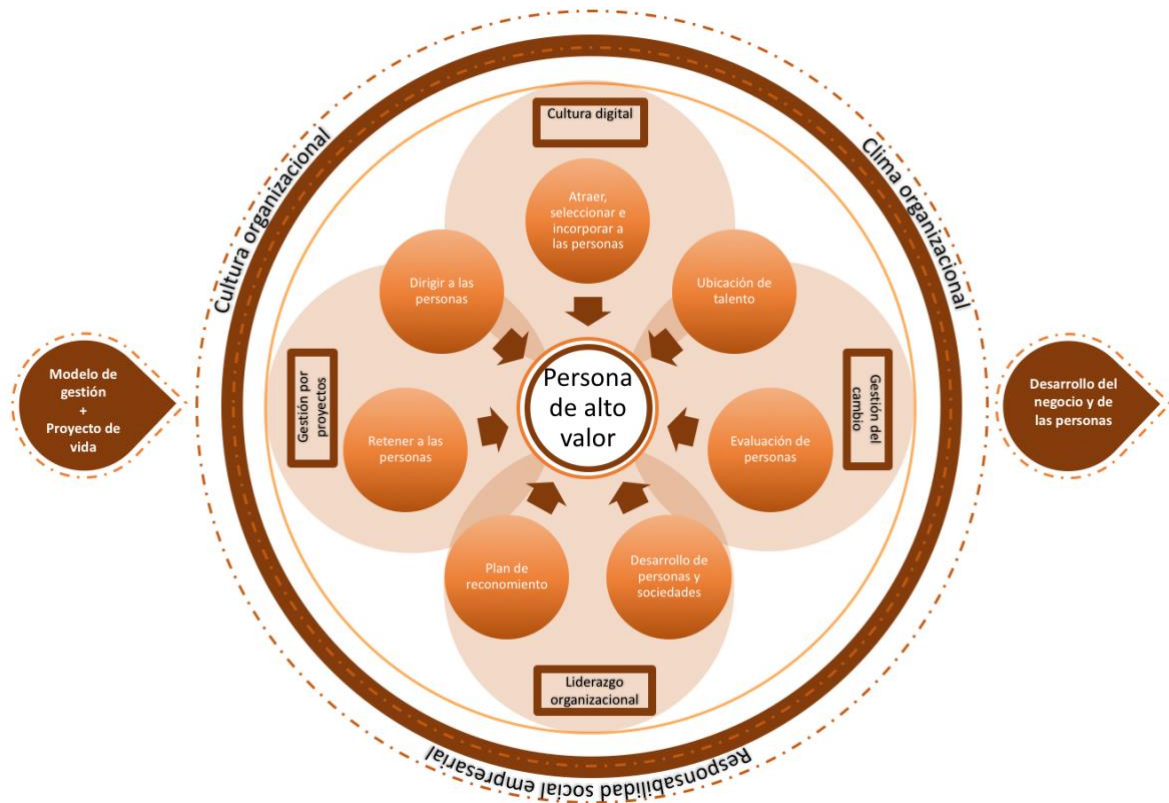 Cultura organizacional
Clima organizacional
Responsabilidad social empresarial
Cultura digital
Atraer,
seleccionar e
incorporar a
las personas
Dirigir a las
personas
Ubicación de
talento
Modelo de
gestión
+
Proyecto de
vida
Gestión por
proyectos
Retener a las
personas
Persona
de alto
valor
Evaluación de
personas
Gestión del
cambio
Desarrollo del
negocio y de
las personas
Plan de
reconomiento
Desarrollo de
personas y
sociedades
Liderazgo
organizacional